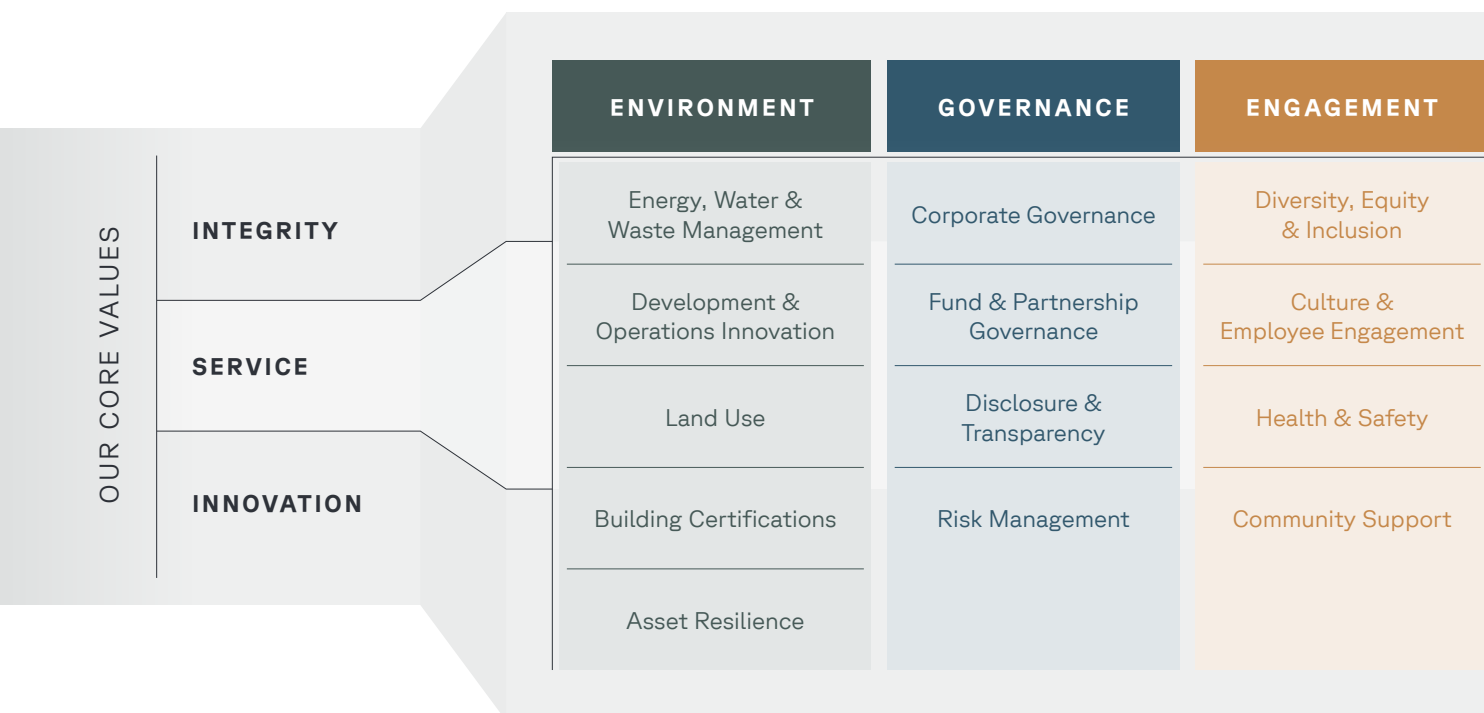 OUR CORE VALUES
INTEGRITY
SERVICE
INNOVATION
ENVIRONMENT
Energy, Water &
Waste Management
Development &
Operations Innovation
Land Use
Building Certifications
Asset Resilience
GOVERNANCE
Corporate Governance
Fund & Partnership
Governance
Disclosure &
Transparency
Risk Management
ENGAGEMENT
Diversity, Equity
& Inclusion
Culture &
Employee Engagement
Health & Safety
Community Support